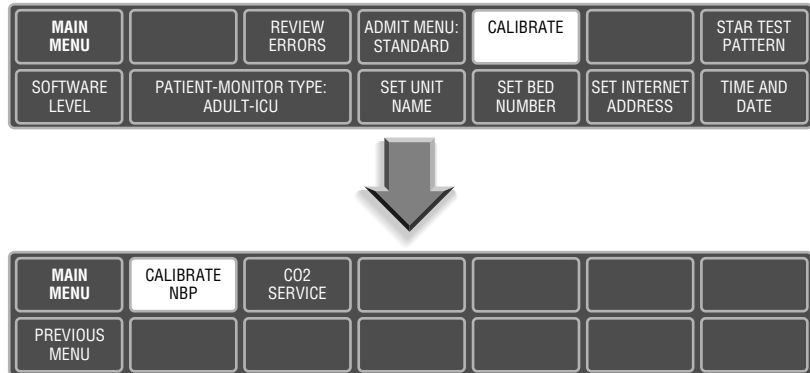 MAIN
MENU
REVIEW
ERRORS
ADMIT MENU:
STANDARD
CALIBRATE
STAR TEST
PATTERN
SOFTWARE
LEVEL
PATIENT-MONITOR TYPE:
ADULT-ICU
SET UNIT
NAME
SET BED
NUMBER
SET INTERNET
ADDRESS
TIME AND
DATE
MAIN
MENU
CALIBRATE
NBP
CO2
SERVICE
PREVIOUS
MENU